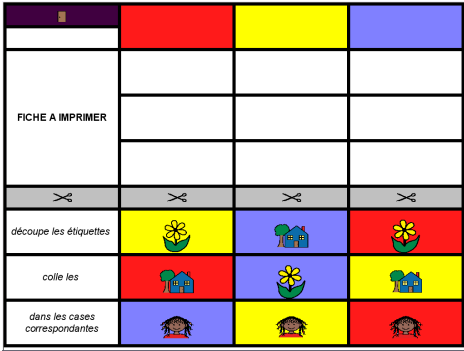 FICHE A IMPRIMER
découpe les étiquettes
colle les
dans les cases
correspondantes